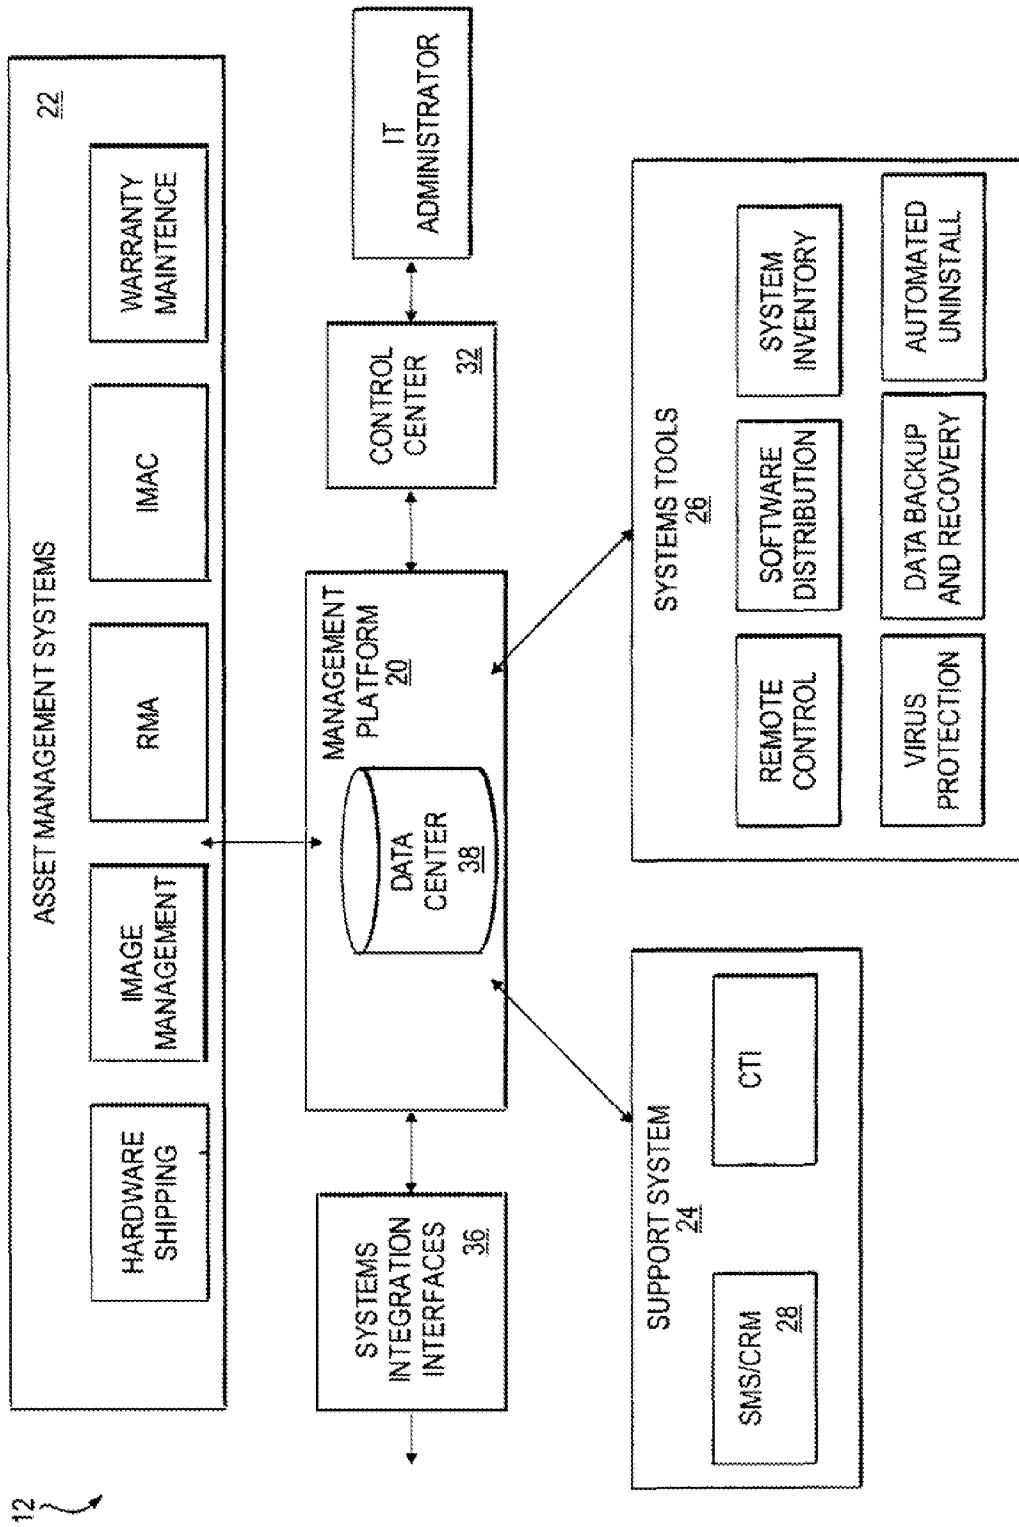 12
ASSET MANAGEMENT SYSTEMS
22
HARDWARE
SHIPPING
IMAGE
MANAGEMENT
RMA
IMAC
WARRANTY
MAINTENCE
SYSTEMS
INTEGRATION
INTERFACES
36
MANAGEMENT
PLATFORM
20
DATA
CENTER
38
CONTROL
CENTER
32
IT
ADMINISTRATOR
SUPPORT SYSTEM
24
SMS/CRM
28
CTI
SYSTEMS TOOLS
26
REMOTE
CONTROL
SOFTWARE
DISTRIBUTION
SYSTEM
INVENTORY
VIRUS
PROTECTION
DATA BACKUP
AND RECOVERY
AUTOMATED
UNINSTALL